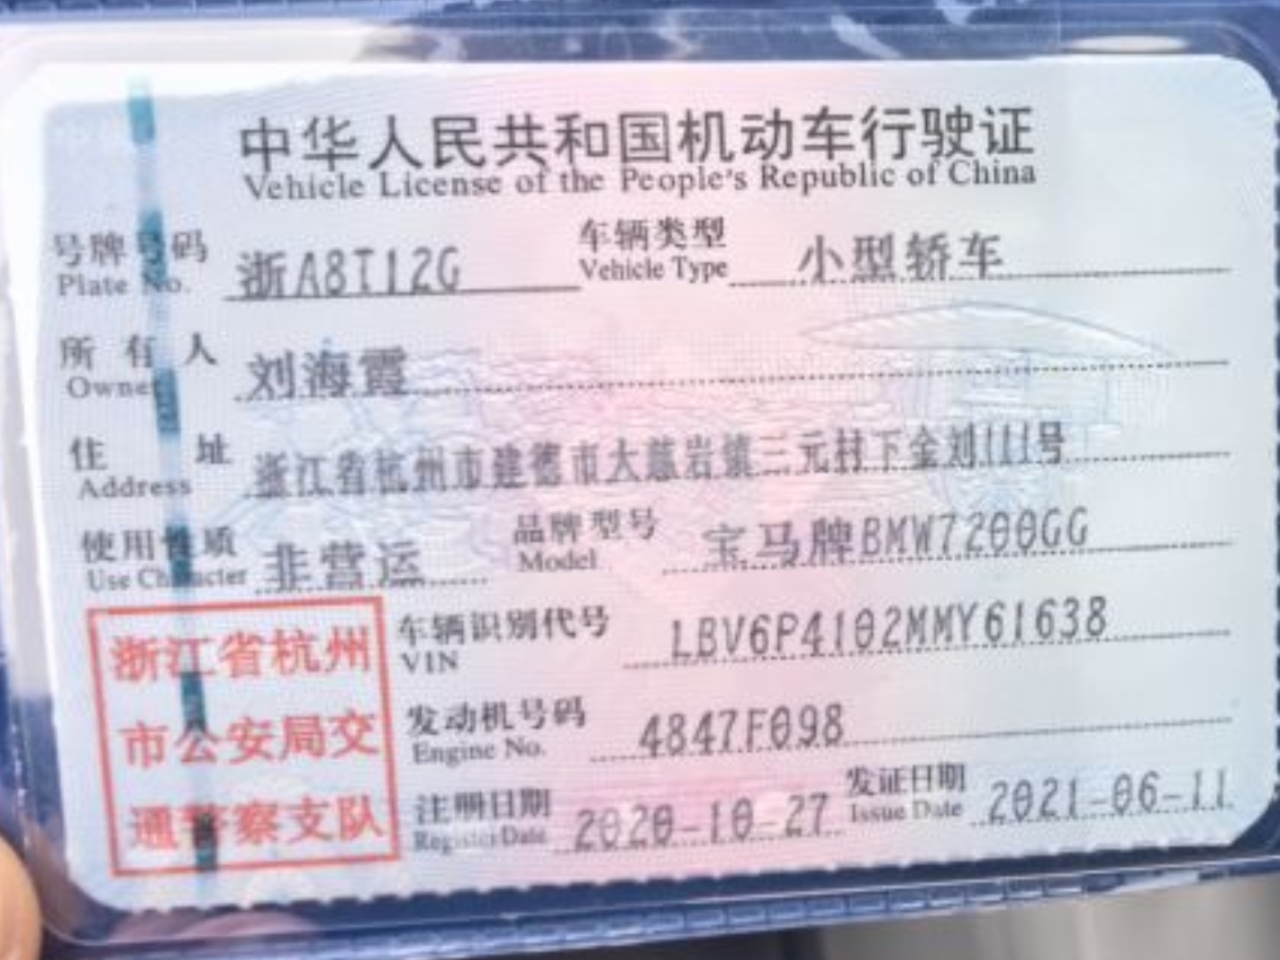 中华人民共和国机动车行驶证
Vehicle License of the People's Republic of China
号牌号码 浙A8T12G 车辆类型 小型轿车
Plate No. Vehicle Type
所有人 刘海霞
Owner
住址 浙江省杭州市建德市大慈岩镇三元村下金刘111号
Address
使用性质 非营运 品牌型号 宝马牌BMW7200GG
Use Character Model
浙江省杭州
市公安局交
通警察支队
车辆识别代号 LBV6P4102MMY61638
VIN
发动机号码 4847F098
Engine No.
注册日期 2020-10-27 发证日期 2021-06-11
Register Date Issue Date